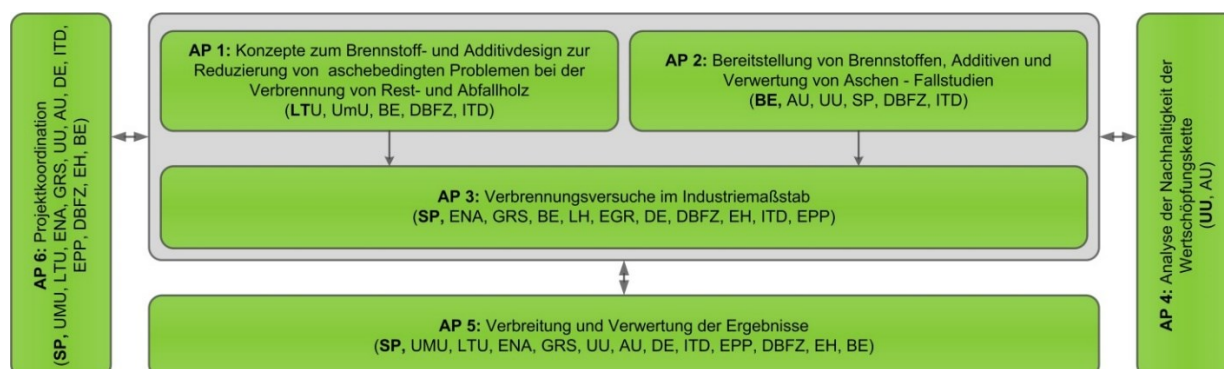 AP 6: Projektkoordination
(SP, UMU, LTU, ENA, GRS, UU, AU, DE, ITD,
EPP, DBFZ, EH, BE)
AP 1: Konzepte zum Brennstoff- und Additivdesign zur
Reduzierung von aschebedingten Problemen bei der
Verbrennung von Rest- und Abfallholz
(LTU, UmU, BE, DBFZ, ITD)
AP 2: Bereitstellung von Brennstoffen, Additiven und
Verwertung von Aschen - Fallstudien
(BE, AU, UU, SP, DBFZ, ITD)
AP 3: Verbrennungsversuche im Industriemaßstab
(SP, ENA, GRS, BE, LH, EGR, DE, DBFZ, EH, ITD, EPP)
AP 5: Verbreitung und Verwertung der Ergebnisse
(SP, UMU, LTU, ENA, GRS, UU, AU, DE, ITD, EPP, DBFZ, EH, BE)
AP 4: Analyse der Nachhaltigkeit der
Wertschöpfungskette
(UU, AU)